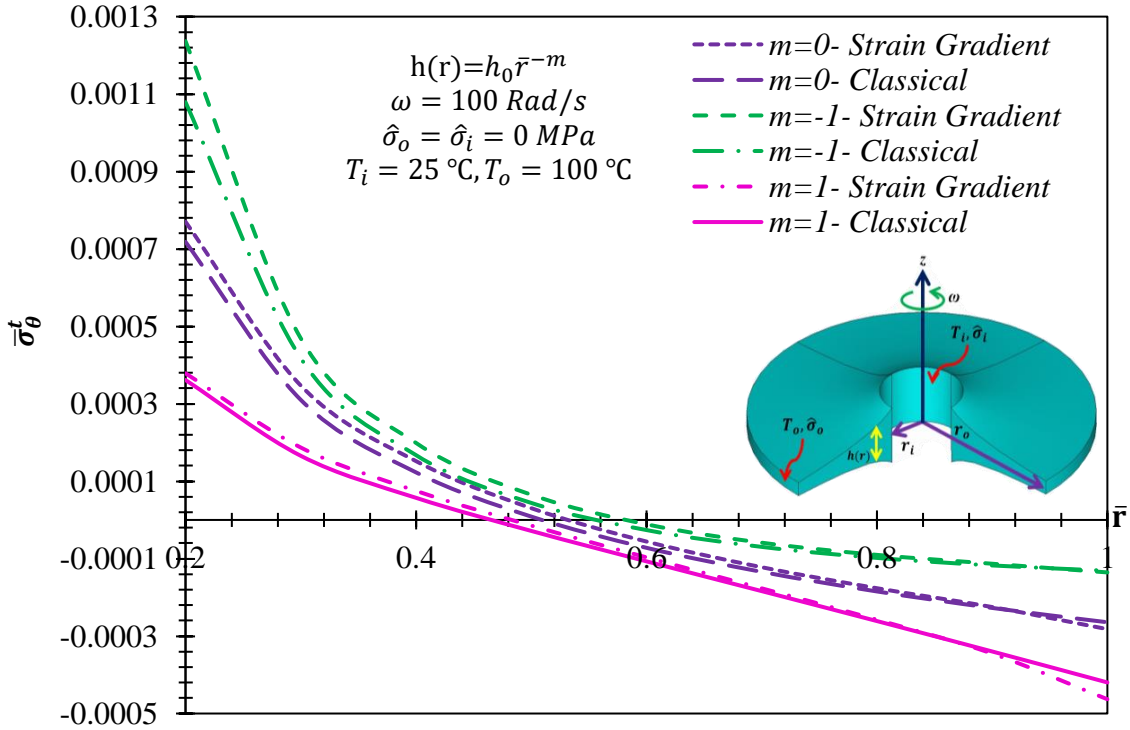 0.0013
0.0011
0.0009
0.0007
0.0005
0.0003
0.0001
-0.0001
-0.0003
-0.0005
σ̄θᵗ
h(r)=h₀r̄⁻ᵐ
ω = 100 Rad/s
σ̂ₒ = σ̂ᵢ = 0 MPa
Tᵢ = 25 °C, Tₒ = 100 °C
m=0- Strain Gradient
m=0- Classical
m=-1- Strain Gradient
m=-1- Classical
m=1- Strain Gradient
m=1- Classical
z
ω
Tᵢ, σ̂ᵢ
Tₒ, σ̂ₒ
h(r)
rᵢ
rₒ
r̄
0.2
0.4
0.6
0.8
1